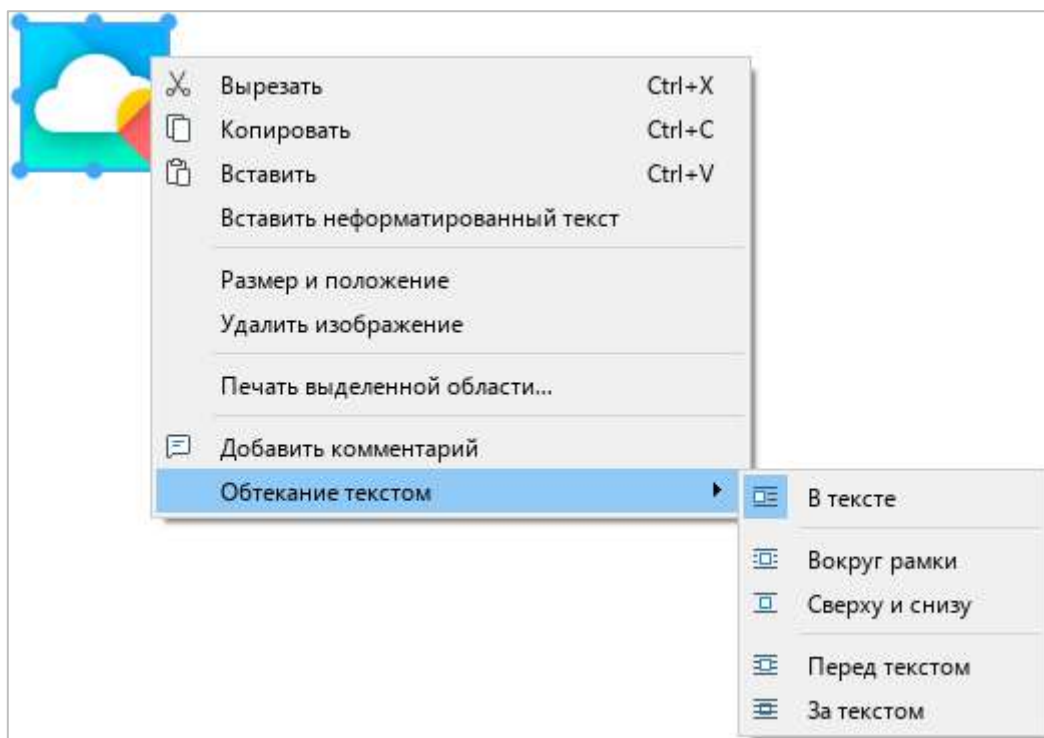 Вырезать Ctrl+X
Копировать Ctrl+C
Вставить Ctrl+V
Вставить неформатированный текст
Размер и положение
Удалить изображение
Печать выделенной области...
Добавить комментарий
Обтекание текстом
В тексте
Вокруг рамки
Сверху и снизу
Перед текстом
За текстом